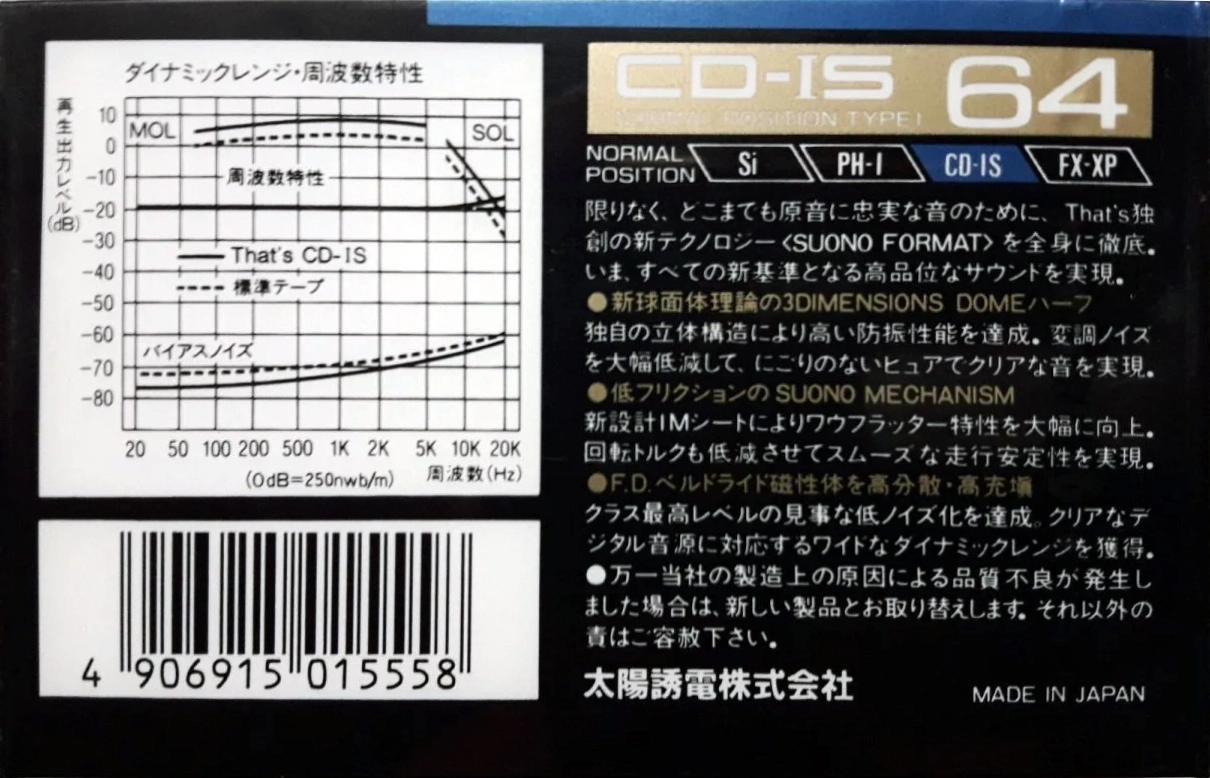 ダイナミックレンジ・周波数特性
再生出力レベル(dB)
10
0
-10
-20
-30
-40
-50
-60
-70
-80
MOL
SOL
周波数特性
That's CD-IS
標準テープ
バイアスノイズ
20 50 100 200 500 1K 2K 5K 10K 20K
(0dB=250nwb/m) 周波数(Hz)
4 906915 015558
CD-IS 64
NORMAL POSITION TYPE I
NORMAL POSITION
Si PH-I CD-IS FX-XP
限りなく、どこまでも原音に忠実な音のために、That's独
創の新テクノロジー〈SUONO FORMAT〉を全身に徹底。
いま、すべての新基準となる高品位なサウンドを実現。
●新球面体理論の3DIMENSIONS DOMEハーフ
独自の立体構造により高い防振性能を達成。変調ノイズ
を大幅低減して、にごりのないピュアでクリアな音を実現。
●低フリクションのSUONO MECHANISM
新設計IMシートによりワウフラッター特性を大幅に向上。
回転トルクも低減させてスムーズな走行安定性を実現。
●F.D.ベルドライド磁性体を高分散・高充塡
クラス最高レベルの見事な低ノイズ化を達成。クリアなデ
ジタル音源に対応するワイドなダイナミックレンジを獲得。
●万一当社の製造上の原因による品質不良が発生し
ました場合は、新しい製品とお取り替えします。それ以外の
責はご容赦下さい。
太陽誘電株式会社
MADE IN JAPAN